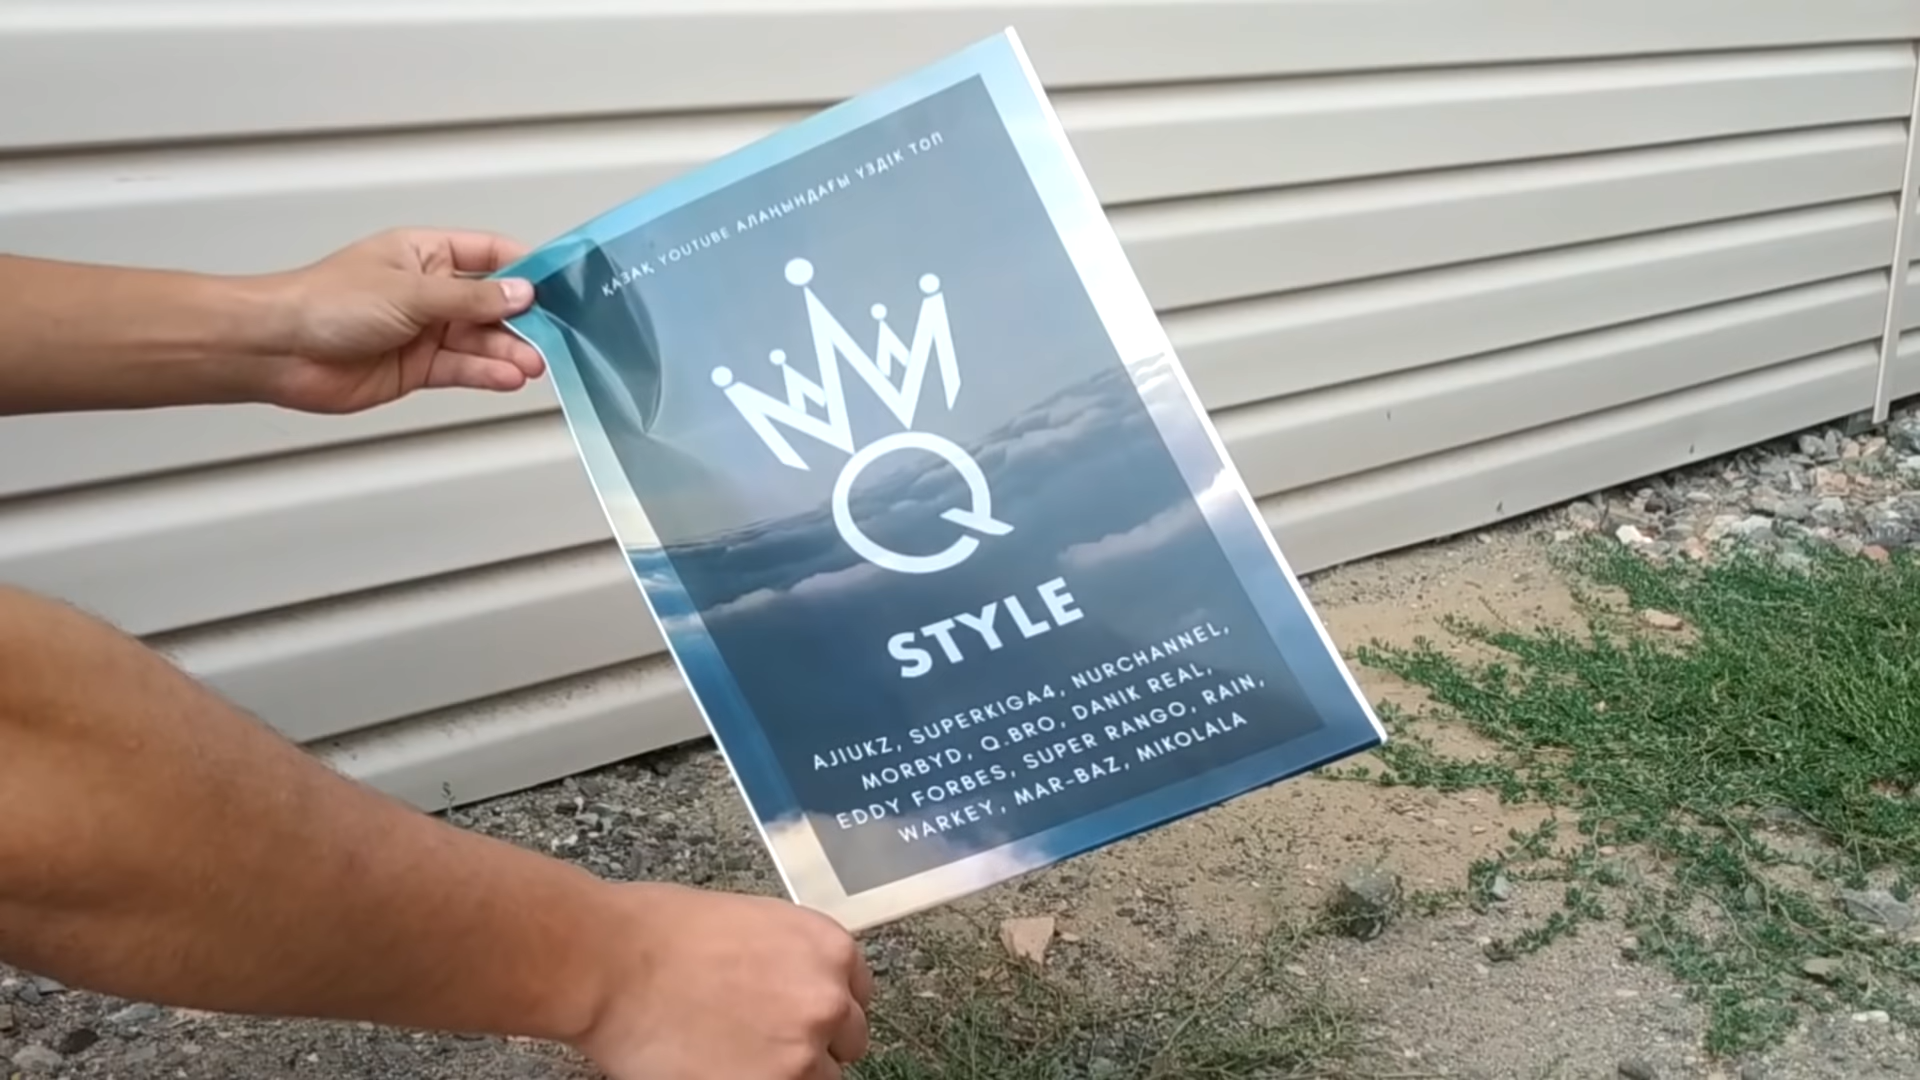 ҚАЗАҚ YOUTUBE АЛАҢЫНДАҒЫ ҮЗДІК ТОП
Q
STYLE
AJIUKZ, SUPERKIGA4, NURCHANNEL,
MORBYD, Q.BRO, DANIK REAL,
EDDY FORBES, SUPER RANGO, RAIN,
WARKEY, MAR-BAZ, MIKOLALA